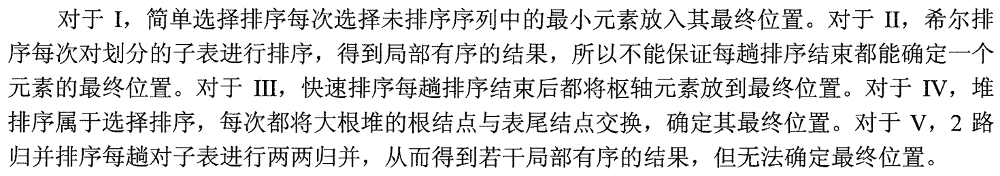 对于 I，简单选择排序每次选择未排序序列中的最小元素放入其最终位置。对于 II，希尔排
序每次对划分的子表进行排序，得到局部有序的结果，所以不能保证每趟排序结束都能确定一个
元素的最终位置。对于 III，快速排序每趟排序结束后都将枢轴元素放到最终位置。对于 IV，堆
排序属于选择排序，每次都将大根堆的根结点与表尾结点交换，确定其最终位置。对于 V，2 路
归并排序每趟对子表进行两两归并，从而得到若干局部有序的结果，但无法确定最终位置。